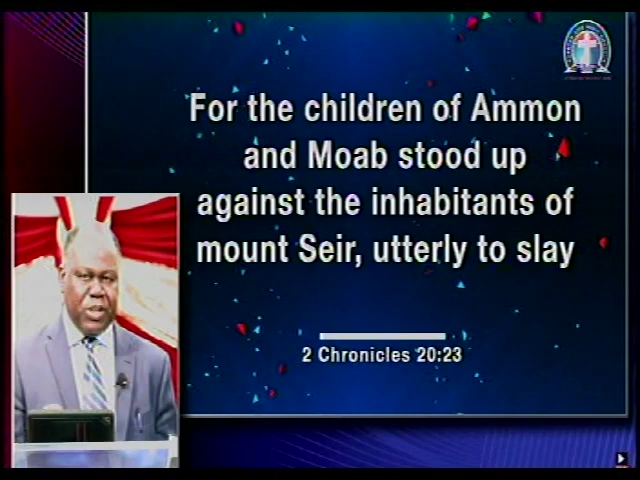 For the children of Ammon
and Moab stood up
against the inhabitants of
mount Seir, utterly to slay
2 Chronicles 20:23